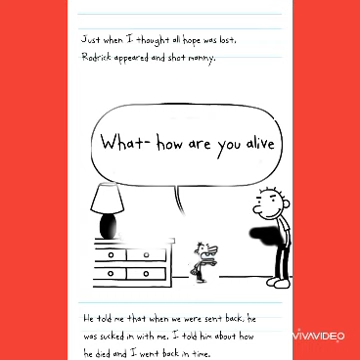 Just when I thought all hope was lost,
Rodrick appeared and shot manny.
What- how are you alive
He told me that when we were sent back, he
was sucked in with me. I told him about how
he died and I went back in time.
VIVAVIDEO